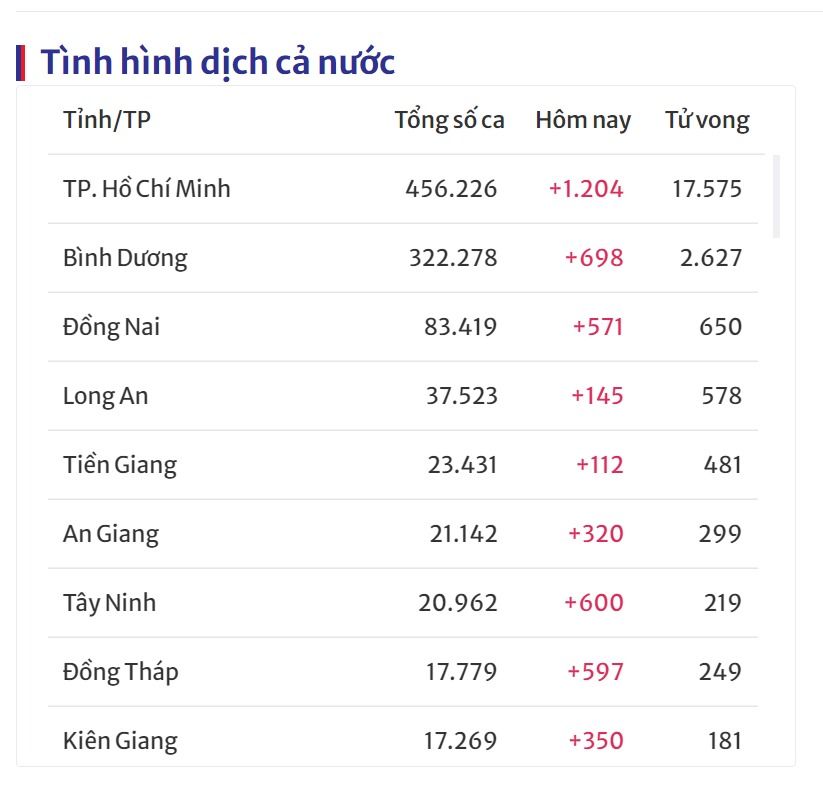 Tình hình dịch cả nước
Tỉnh/TP Tổng số ca Hôm nay Tử vong
TP. Hồ Chí Minh 456.226 +1.204 17.575
Bình Dương 322.278 +698 2.627
Đồng Nai 83.419 +571 650
Long An 37.523 +145 578
Tiền Giang 23.431 +112 481
An Giang 21.142 +320 299
Tây Ninh 20.962 +600 219
Đồng Tháp 17.779 +597 249
Kiên Giang 17.269 +350 181